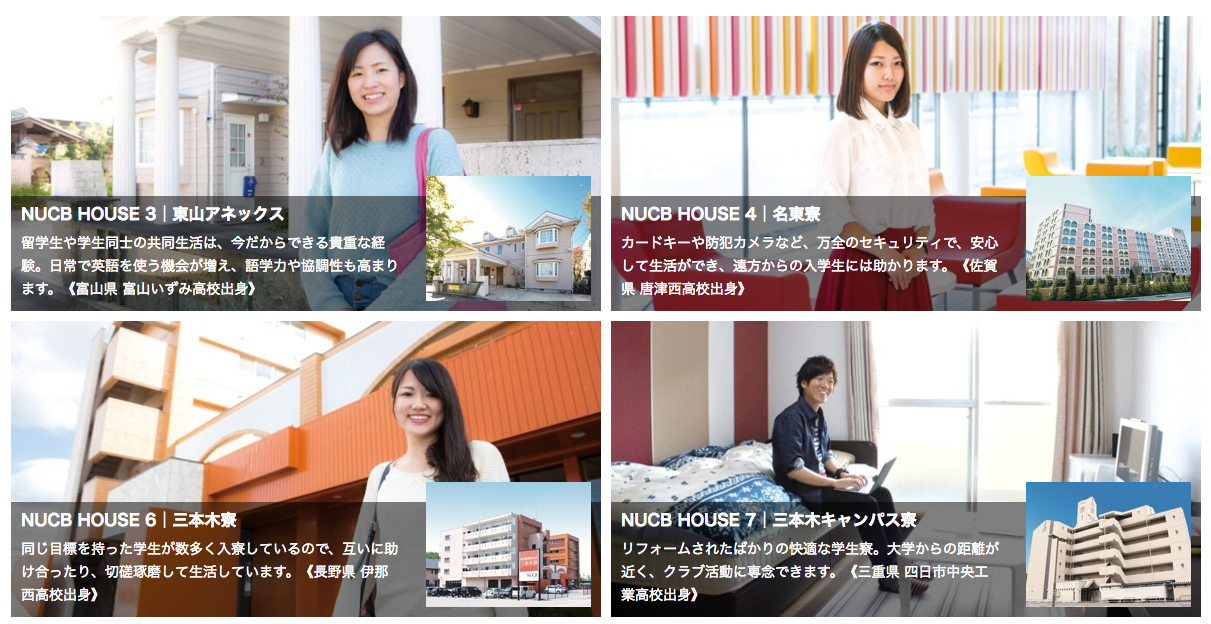 NUCB HOUSE 3｜東山アネックス
留学生や学生同士の共同生活は、今だからできる貴重な経
験。日常で英語を使う機会が増え、語学力や協調性も高まり
ます。《富山県 富山いずみ高校出身》
NUCB HOUSE 4｜名東寮
カードキーや防犯カメラなど、万全のセキュリティで、安心
して生活ができ、遠方からの入学生には助かります。《佐賀
県 唐津西高校出身》
NUCB HOUSE 6｜三本木寮
同じ目標を持った学生が数多く入寮しているので、互いに助
け合ったり、切磋琢磨して生活しています。《長野県 伊那
西高校出身》
NUCB HOUSE 7｜三本木キャンパス寮
リフォームされたばかりの快適な学生寮。大学からの距離が
近く、クラブ活動に専念できます。《三重県 四日市中央工
業高校出身》